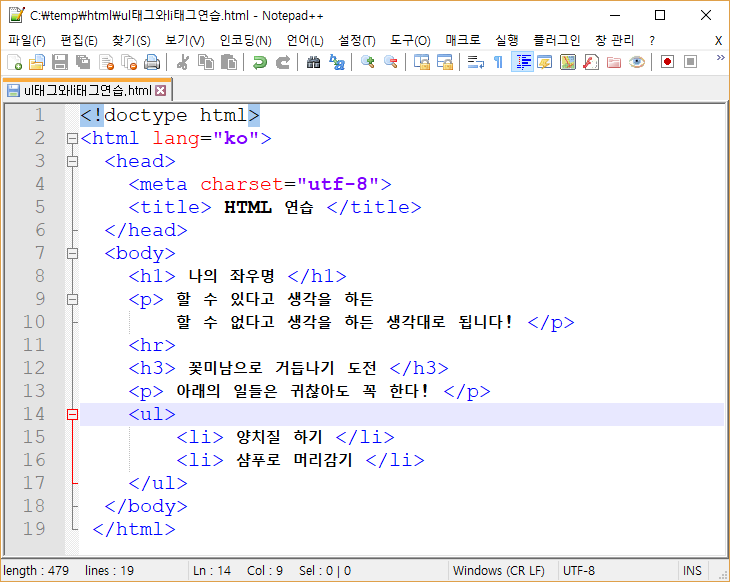 C:\temp\html\ul태그와li태그연습.html - Notepad++
파일(F) 편집(E) 찾기(S) 보기(V) 인코딩(N) 언어(L) 설정(T) 도구(O) 매크로 실행 플러그인 창 관리 ? X
ul태그와li태그연습.html
1 <!doctype html>
2 <html lang="ko">
3 <head>
4 <meta charset="utf-8">
5 <title> HTML 연습 </title>
6 </head>
7 <body>
8 <h1> 나의 좌우명 </h1>
9 <p> 할 수 있다고 생각을 하든
10 할 수 없다고 생각을 하든 생각대로 됩니다! </p>
11 <hr>
12 <h3> 꽃미남으로 거듭나기 도전 </h3>
13 <p> 아래의 일들은 귀찮아도 꼭 한다! </p>
14 <ul>
15 <li> 양치질 하기 </li>
16 <li> 샴푸로 머리감기 </li>
17 </ul>
18 </body>
19 </html>
length : 479 lines : 19 Ln : 14 Col : 9 Sel : 0 | 0 Windows (CR LF) UTF-8 INS